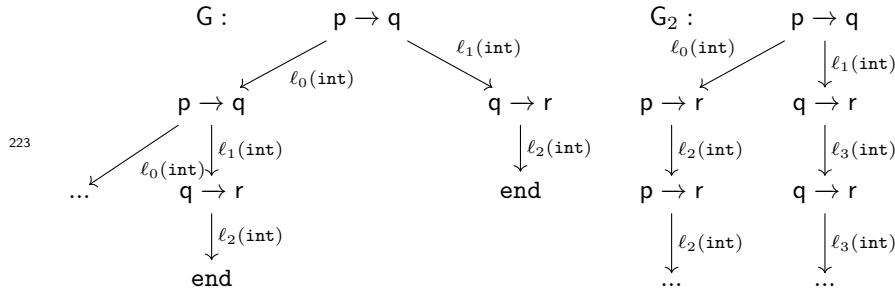 G : p → q G₂ : p → q
ℓ₀(int) ℓ₁(int) ℓ₀(int) ℓ₁(int)
p → q q → r p → r q → r
223 ℓ₀(int) ℓ₁(int) ℓ₂(int) ℓ₂(int) ℓ₃(int)
... q → r end p → r q → r
ℓ₂(int) ℓ₂(int) ℓ₃(int)
end ... ...